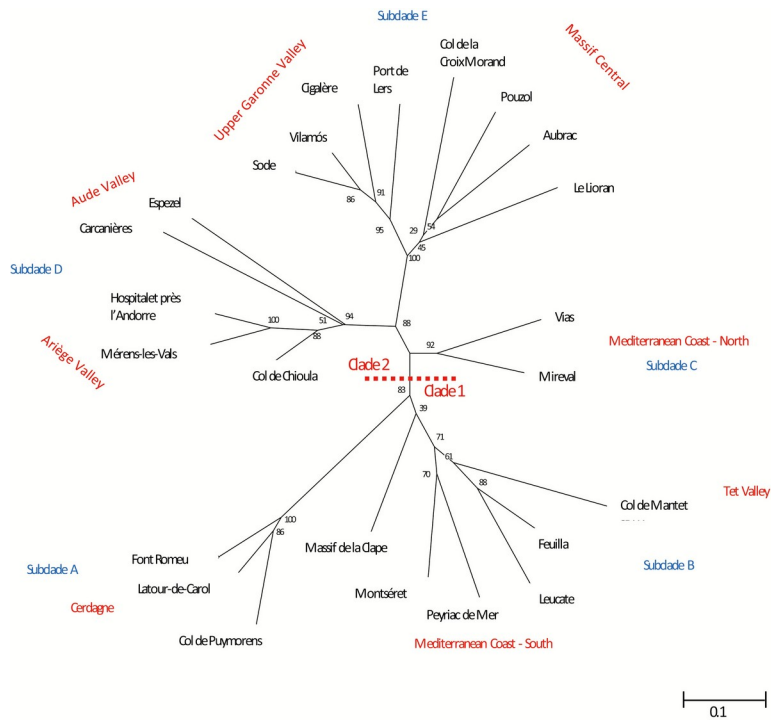 Subclade E
Upper Garonne Valley
Massif Central
Col de la
Croix Morand
Port de
Lers
Cigalère
Pouzol
Vilamós
Aubrac
Sode
Le Lioran
91
86
95
29
54
45
100
Aude Valley
Espezel
Carcanières
Subclade D
Hospitalet près
l'Andorre
Ariège Valley
Mérens-les-Vals
Col de Chioula
100
51
88
94
88
Vias
Mediterranean Coast - North
92
Subclade C
Mireval
Clade 2
Clade 1
83
39
71
61
70
88
Col de Mantet
Tet Valley
100
86
Font Romeu
Massif de la Clape
Feuilla
Subclade A
Subclade B
Latour-de-Carol
Montséret
Leucate
Cerdagne
Peyriac de Mer
Col de Puymorens
Mediterranean Coast - South
0.1